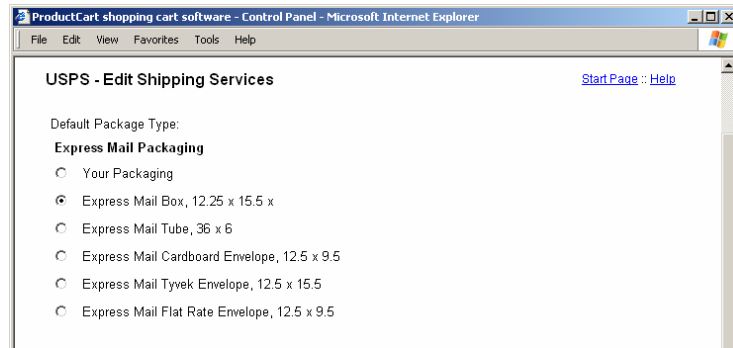 ProductCart shopping cart software - Control Panel - Microsoft Internet Explorer
File Edit View Favorites Tools Help
USPS - Edit Shipping Services
Start Page :: Help
Default Package Type:
Express Mail Packaging
Your Packaging
Express Mail Box, 12.25 x 15.5 x
Express Mail Tube, 36 x 6
Express Mail Cardboard Envelope, 12.5 x 9.5
Express Mail Tyvek Envelope, 12.5 x 15.5
Express Mail Flat Rate Envelope, 12.5 x 9.5